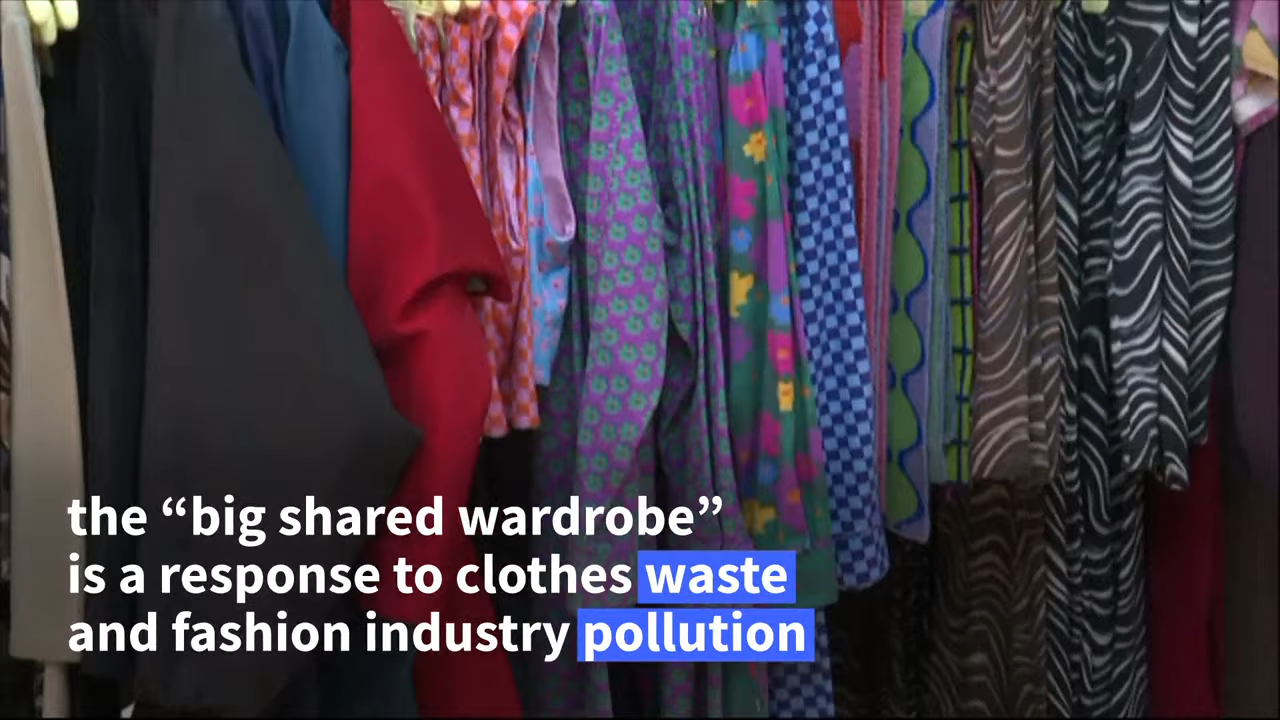 the “big shared wardrobe”
is a response to clothes waste
and fashion industry pollution